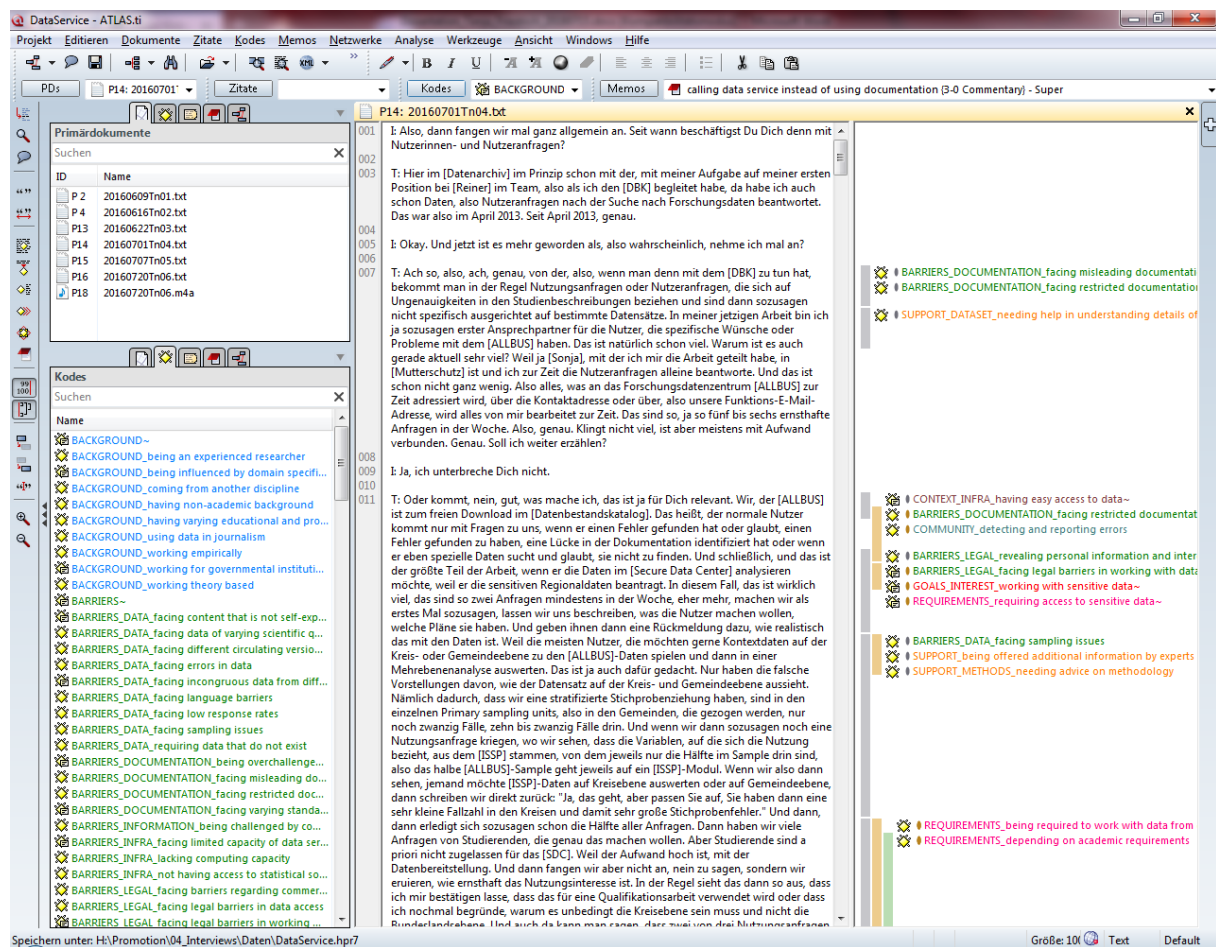 DataService - ATLAS.ti
Projekt Editieren Dokumente Zitate Kodes Memos Netzwerke Analyse Werkzeuge Ansicht Windows Hilfe
PDs P14: 20160701 Zitate Kodes BACKGROUND Memos calling data service instead of using documentation {3-0 Commentary} - Super
Primärdokumente
Suchen
ID Name
P 2 20160609Tn01.txt
P 4 20160616Tn02.txt
P13 20160622Tn03.txt
P14 20160701Tn04.txt
P15 20160707Tn05.txt
P16 20160720Tn06.txt
P18 20160720Tn06.m4a
Kodes
Suchen
Name
BACKGROUND~
BACKGROUND_being an experienced researcher
BACKGROUND_being influenced by domain specifi...
BACKGROUND_coming from another discipline
BACKGROUND_having non-academic background
BACKGROUND_having varying educational and pro...
BACKGROUND_using data in journalism
BACKGROUND_working empirically
BACKGROUND_working for governmental instituti...
BACKGROUND_working theory based
BARRIERS~
BARRIERS_DATA_facing content that is not self-exp...
BARRIERS_DATA_facing data of varying scientific q...
BARRIERS_DATA_facing different circulating versio...
BARRIERS_DATA_facing errors in data
BARRIERS_DATA_facing incongruous data from diff...
BARRIERS_DATA_facing language barriers
BARRIERS_DATA_facing low response rates
BARRIERS_DATA_facing sampling issues
BARRIERS_DATA_requiring data that do not exist
BARRIERS_DOCUMENTATION_being overchallenge...
BARRIERS_DOCUMENTATION_facing misleading do...
BARRIERS_DOCUMENTATION_facing restricted doc...
BARRIERS_DOCUMENTATION_facing varying standa...
BARRIERS_INFORMATION_being challenged by co...
BARRIERS_INFRA_facing limited capacity of data ser...
BARRIERS_INFRA_lacking computing capacity
BARRIERS_INFRA_not having access to statistical so...
BARRIERS_LEGAL_facing barriers regarding commer...
BARRIERS_LEGAL_facing legal barriers in data access
BARRIERS_LEGAL_facing legal barriers in working ...
P14: 20160701Tn04.txt
001 I: Also, dann fangen wir mal ganz allgemein an. Seit wann beschäftigst Du Dich denn mit
Nutzerinnen- und Nutzeranfragen?
002
003 T: Hier im [Datenarchiv] im Prinzip schon mit der, mit meiner Aufgabe auf meiner ersten
Position bei [Reiner] im Team, also als ich den [DBK] begleitet habe, da habe ich auch
schon Daten, also Nutzeranfragen nach der Suche nach Forschungsdaten beantwortet.
Das war also im April 2013. Seit April 2013, genau.
004
005 I: Okay. Und jetzt ist es mehr geworden als, also wahrscheinlich, nehme ich mal an?
006
007 T: Ach so, also, ach, genau, von der, also, wenn man denn mit dem [DBK] zu tun hat,
bekommt man in der Regel Nutzungsanfragen oder Nutzeranfragen, die sich auf
Ungenauigkeiten in den Studienbeschreibungen beziehen und sind dann sozusagen
nicht spezifisch ausgerichtet auf bestimmte Datensätze. In meiner jetzigen Arbeit bin ich
ja sozusagen erster Ansprechpartner für die Nutzer, die spezifische Wünsche oder
Probleme mit dem [ALLBUS] haben. Das ist natürlich schon viel. Warum ist es auch
gerade aktuell sehr viel? Weil ja [Sonja], mit der ich mir die Arbeit geteilt habe, in
[Mutterschutz] ist und ich zur Zeit die Nutzeranfragen alleine beantworte. Und das ist
schon nicht ganz wenig. Also alles, was an das Forschungsdatenzentrum [ALLBUS] zur
Zeit adressiert wird, über die Kontaktadresse oder über, also unsere Funktions-E-Mail-
Adresse, wird alles von mir bearbeitet zur Zeit. Das sind so, ja so fünf bis sechs ernsthafte
Anfragen in der Woche. Also, genau. Klingt nicht viel, ist aber meistens mit Aufwand
verbunden. Genau. Soll ich weiter erzählen?
008
009 I: Ja, ich unterbreche Dich nicht.
010
011 T: Oder kommt, nein, gut, was mache ich, das ist ja für Dich relevant. Wir, der [ALLBUS]
ist zum freien Download im [Datenbestandskatalog]. Das heißt, der normale Nutzer
kommt nur mit Fragen zu uns, wenn er einen Fehler gefunden hat oder glaubt, einen
Fehler gefunden zu haben, eine Lücke in der Dokumentation identifiziert hat oder wenn
er eben spezielle Daten sucht und glaubt, sie nicht zu finden. Und schließlich, und das ist
der größte Teil der Arbeit, wenn er die Daten im [Secure Data Center] analysieren
möchte, weil er die sensitiven Regionaldaten beantragt. In diesem Fall, das ist wirklich
viel, das sind so zwei Anfragen mindestens in der Woche, eher mehr, machen wir als
erstes Mal sozusagen, lassen wir uns beschreiben, was die Nutzer machen wollen,
welche Pläne sie haben. Und geben ihnen dann eine Rückmeldung dazu, wie realistisch
das mit den Daten ist. Weil die meisten Nutzer, die möchten gerne Kontextdaten auf der
Kreis- oder Gemeindeebene zu den [ALLBUS]-Daten spielen und dann in einer
Mehrebenenanalyse auswerten. Das ist ja auch dafür gedacht. Nur haben die falsche
Vorstellungen davon, wie der Datensatz auf der Kreis- und Gemeindeebene aussieht.
Nämlich dadurch, dass wir eine stratifizierte Stichprobenziehung haben, sind in den
einzelnen Primary sampling units, also in den Gemeinden, die gezogen werden, nur
noch zwanzig Fälle, zehn bis zwanzig Fälle drin. Und wenn wir dann sozusagen noch eine
Nutzungsanfrage kriegen, wo wir sehen, dass die Variablen, auf die sich die Nutzung
bezieht, aus dem [ISSP] stammen, von dem jeweils nur die Hälfte im Sample drin sind,
also das halbe [ALLBUS]-Sample geht jeweils auf ein [ISSP]-Modul. Wenn wir also dann
sehen, jemand möchte [ISSP]-Daten auf Kreisebene auswerten oder auf Gemeindeebene,
dann schreiben wir direkt zurück: "Ja, das geht, aber passen Sie auf, Sie haben dann eine
sehr kleine Fallzahl in den Kreisen und damit sehr große Stichprobenfehler." Und dann,
dann erledigt sich sozusagen schon die Hälfte aller Anfragen. Dann haben wir viele
Anfragen von Studierenden, die genau das machen wollen. Aber Studierende sind a
priori nicht zugelassen für das [SDC]. Weil der Aufwand hoch ist, mit der
Datenbereitstellung. Und dann fangen wir aber nicht an, nein zu sagen, sondern wir
eruieren, wie ernsthaft das Nutzungsinteresse ist. In der Regel sieht das dann so aus, dass
ich mir bestätigen lasse, dass das für eine Qualifikationsarbeit verwendet wird oder dass
ich nochmal begründe, warum es unbedingt die Kreisebene sein muss und nicht die
Bundeslandsebene. Und auch da kann man sagen, dass zwei von drei Nutzungsanfragen
BARRIERS_DOCUMENTATION_facing misleading documentati
BARRIERS_DOCUMENTATION_facing restricted documentation
SUPPORT_DATASET_needing help in understanding details of
CONTEXT_INFRA_having easy access to data~
BARRIERS_DOCUMENTATION_facing restricted documentat
COMMUNITY_detecting and reporting errors
BARRIERS_LEGAL_revealing personal information and inter
BARRIERS_LEGAL_facing legal barriers in working with data
GOALS_INTEREST_working with sensitive data~
REQUIREMENTS_requiring access to sensitive data~
BARRIERS_DATA_facing sampling issues
SUPPORT_being offered additional information by experts
SUPPORT_METHODS_needing advice on methodology
REQUIREMENTS_being required to work with data from
REQUIREMENTS_depending on academic requirements
Speichern unter: H:\Promotion\04_Interviews\Daten\DataService.hpr7 Größe: 10( Text Default